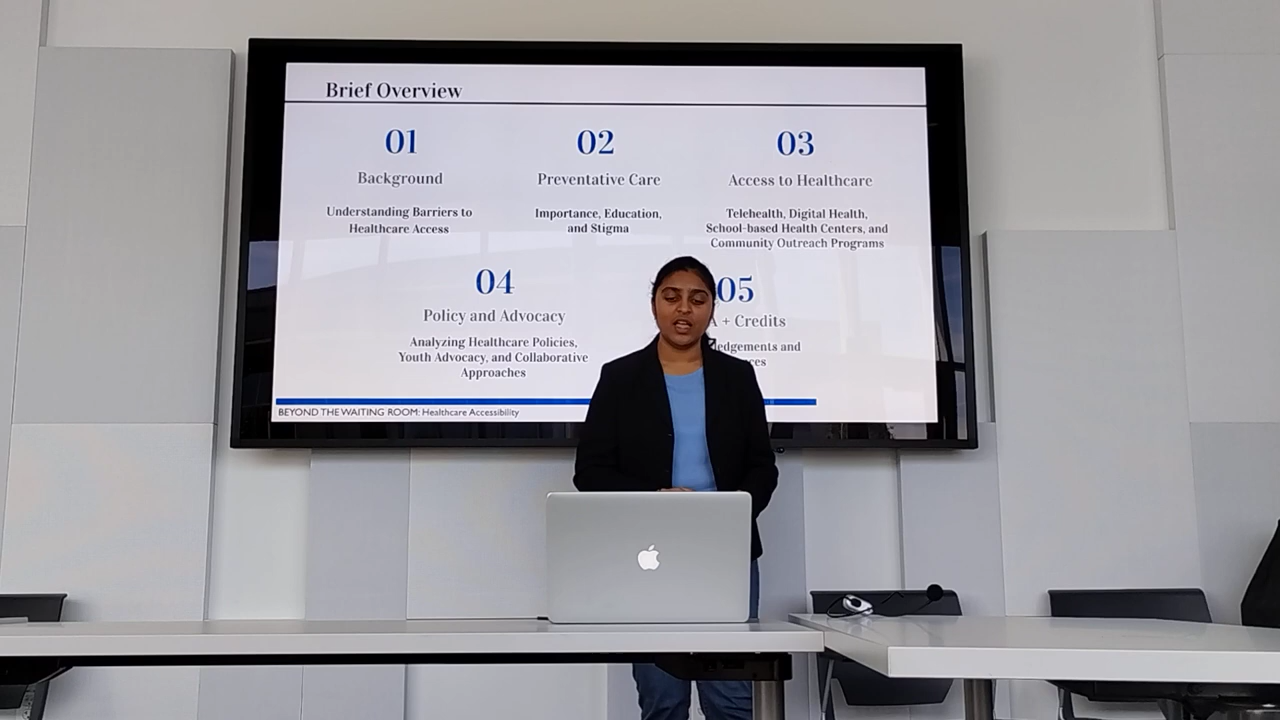 Brief Overview
01
Background
Understanding Barriers to
Healthcare Access
02
Preventative Care
Importance, Education,
and Stigma
03
Access to Healthcare
Telehealth, Digital Health,
School-based Health Centers, and
Community Outreach Programs
04
Policy and Advocacy
Analyzing Healthcare Policies,
Youth Advocacy, and Collaborative
Approaches
05
+ Credits
and
BEYOND THE WAITING ROOM: Healthcare Accessibility